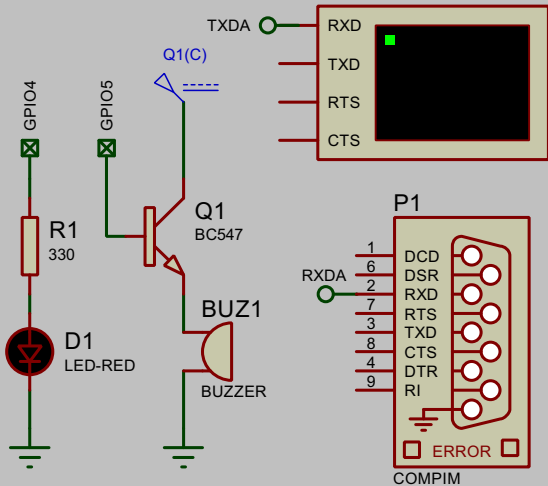 TXDA
RXD
TXD
RTS
CTS
Q1(C)
GPIO4
GPIO5
R1
330
Q1
BC547
D1
LED-RED
BUZ1
BUZZER
P1
RXDA
1 DCD
6 DSR
2 RXD
7 RTS
3 TXD
8 CTS
4 DTR
9 RI
ERROR
COMPIM